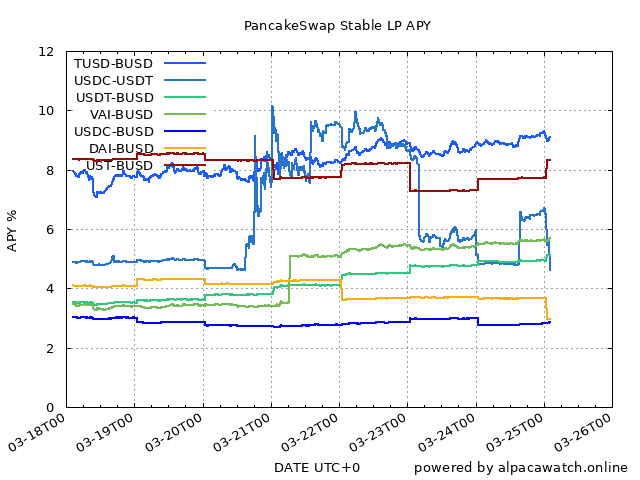 PancakeSwap Stable LP APY
12
10
8
6
4
2
0
APY %
TUSD-BUSD
USDC-USDT
USDT-BUSD
VAI-BUSD
USDC-BUSD
DAI-BUSD
UST-BUSD
03-18T00
03-19T00
03-20T00
03-21T00
03-22T00
03-23T00
03-24T00
03-25T00
03-26T00
DATE UTC+0
powered by alpacawatch.online